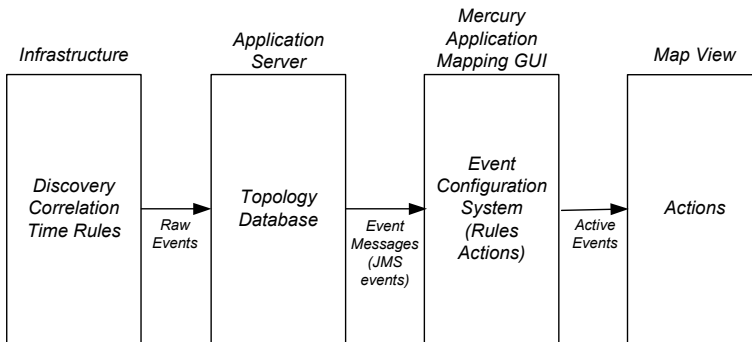 Infrastructure
Application
Server
Mercury
Application
Mapping GUI
Map View
Discovery
Correlation
Time Rules
Raw
Events
Topology
Database
Event
Messages
(JMS
events)
Event
Configuration
System
(Rules
Actions)
Active
Events
Actions